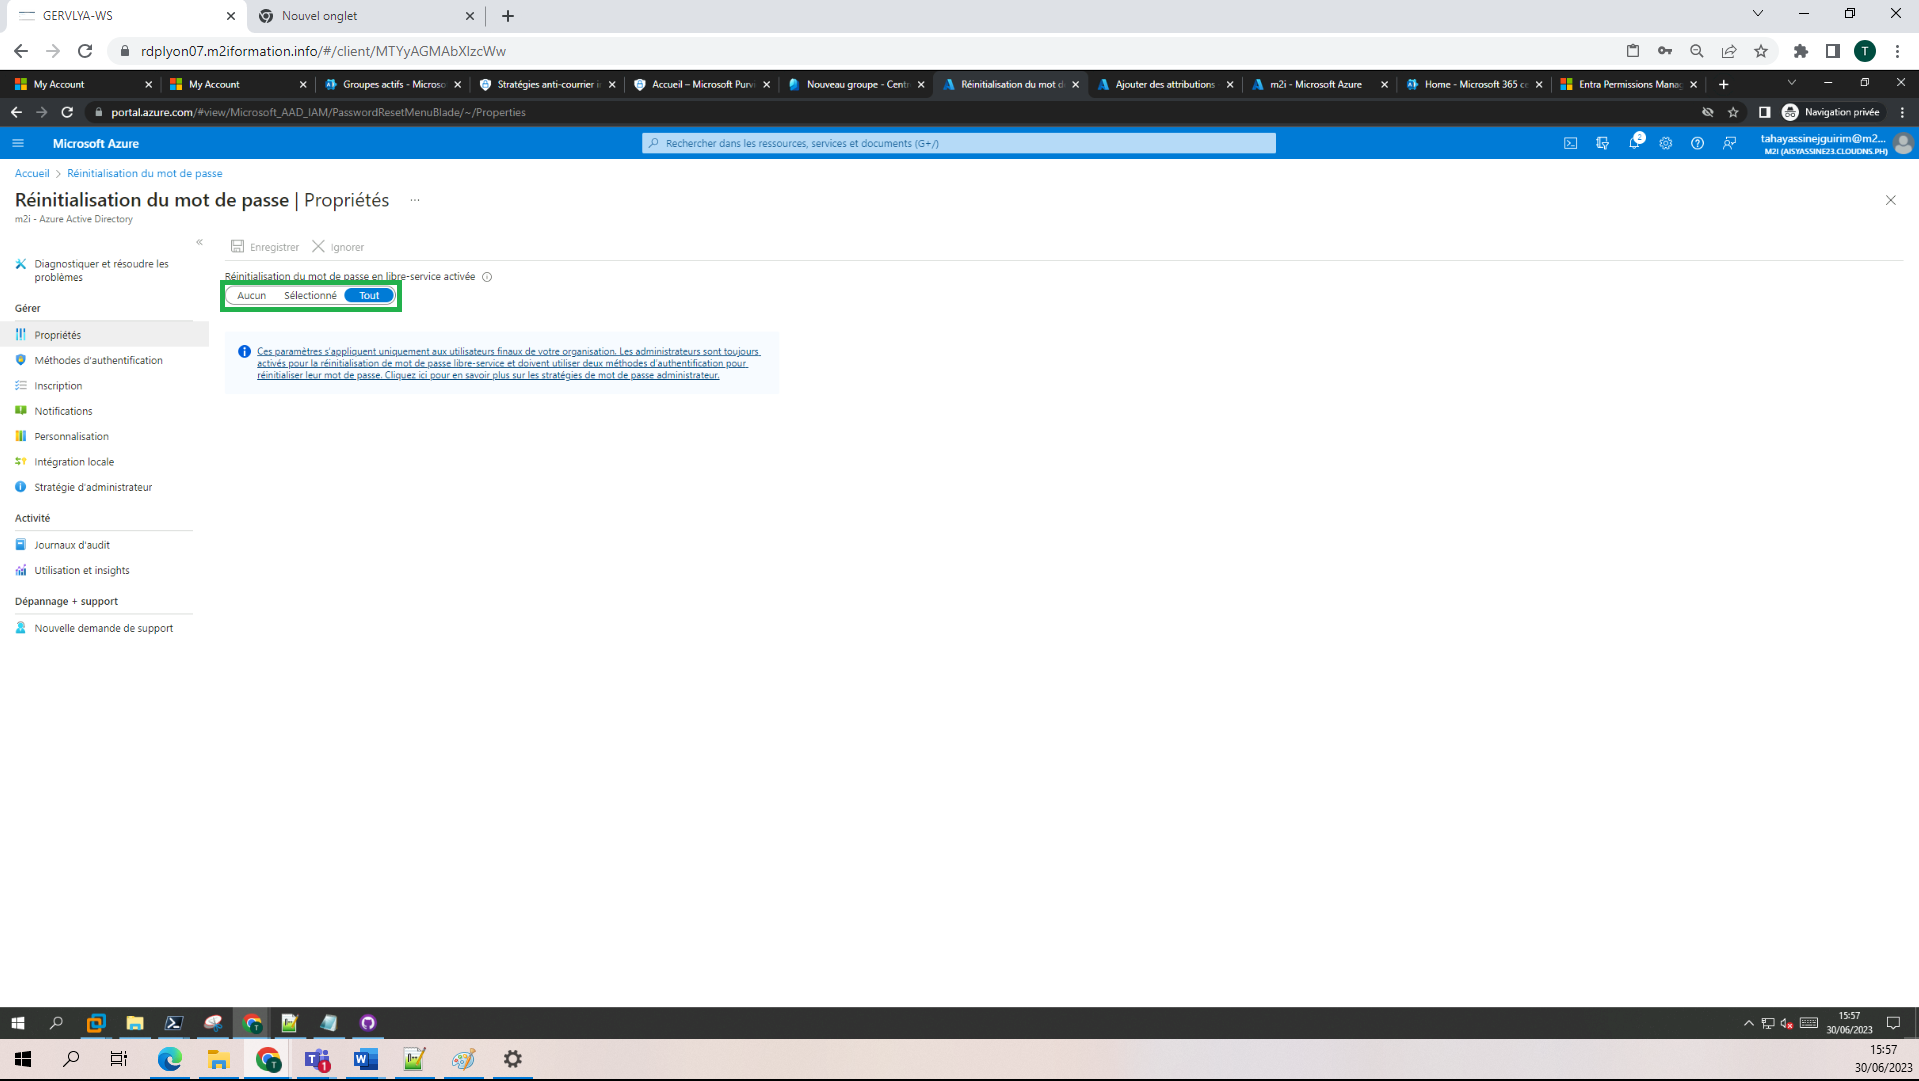 GERVLYA-WS
Nouvel onglet
rdplyon07.m2iformation.info/#/client/MTYyAGMAbXlzcWw
T
My Account
My Account
Groupes actifs - Microso
Stratégies anti-courrier i
Accueil – Microsoft Purvi
Nouveau groupe - Centr
Réinitialisation du mot d
Ajouter des attributions
m2i - Microsoft Azure
Home - Microsoft 365 ce
Entra Permissions Manag
portal.azure.com/#view/Microsoft_AAD_IAM/PasswordResetMenuBlade/~/Properties
Navigation privée
Microsoft Azure
Rechercher dans les ressources, services et documents (G+/)
2
tahayassinejguirim@m2...
M2I (AISYASSINE23.CLOUDNS.PH)
Accueil > Réinitialisation du mot de passe
Réinitialisation du mot de passe | Propriétés ...
m2i - Azure Active Directory
«
Enregistrer
Ignorer
Diagnostiquer et résoudre les
problèmes
Gérer
Propriétés
Méthodes d'authentification
Inscription
Notifications
Personnalisation
Intégration locale
Stratégie d'administrateur
Activité
Journaux d'audit
Utilisation et insights
Dépannage + support
Nouvelle demande de support
Réinitialisation du mot de passe en libre-service activée
Aucun Sélectionné Tout
Ces paramètres s'appliquent uniquement aux utilisateurs finaux de votre organisation. Les administrateurs sont toujours
activés pour la réinitialisation de mot de passe libre-service et doivent utiliser deux méthodes d'authentification pour
réinitialiser leur mot de passe. Cliquez ici pour en savoir plus sur les stratégies de mot de passe administrateur.
15:57
30/06/2023
15:57
30/06/2023